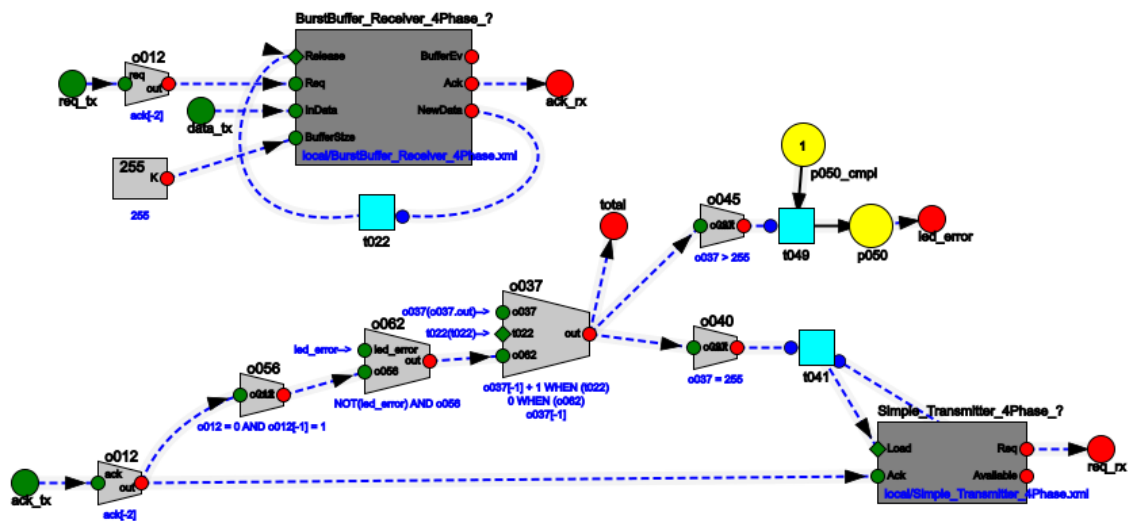 BurstBuffer_Receiver_4Phase_?
o012
req
out
req_tx
ack[-2]
data_tx
Release
Req
InData
BufferSize
BufferEv
Ack
NewData
local/BurstBuffer_Receiver_4Phase.xml
ack_rx
255
K
255
t022
total
1
p050_cmpl
o045
o037 > 255
t049
p050
led_error
o037
o037(o037.out)->
o037
t022(t022)->
t022
o062
out
o037[-1] + 1 WHEN (t022)
0 WHEN (o062)
o037[-1]
o062
led_error->
led_error
out
o056
NOT(led_error) AND o056
o040
o037 = 255
t041
o056
o012 = 0 AND o012[-1] = 1
Simple_Transmitter_4Phase_?
Load
Ack
Req
Available
local/Simple_Transmitter_4Phase.xml
req_rx
o012
ack
out
ack_tx
ack[-2]